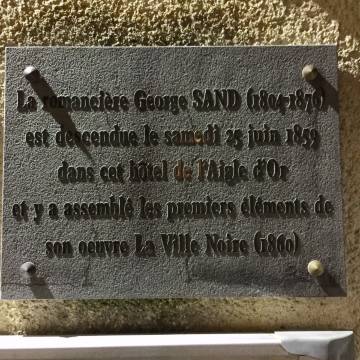 La romancière George SAND (1804-1876)
est descendue le samedi 25 juin 1859
dans cet hôtel de l'Aigle d'Or
et y a assemblé les premiers éléments de
son oeuvre La Ville Noire (1860)